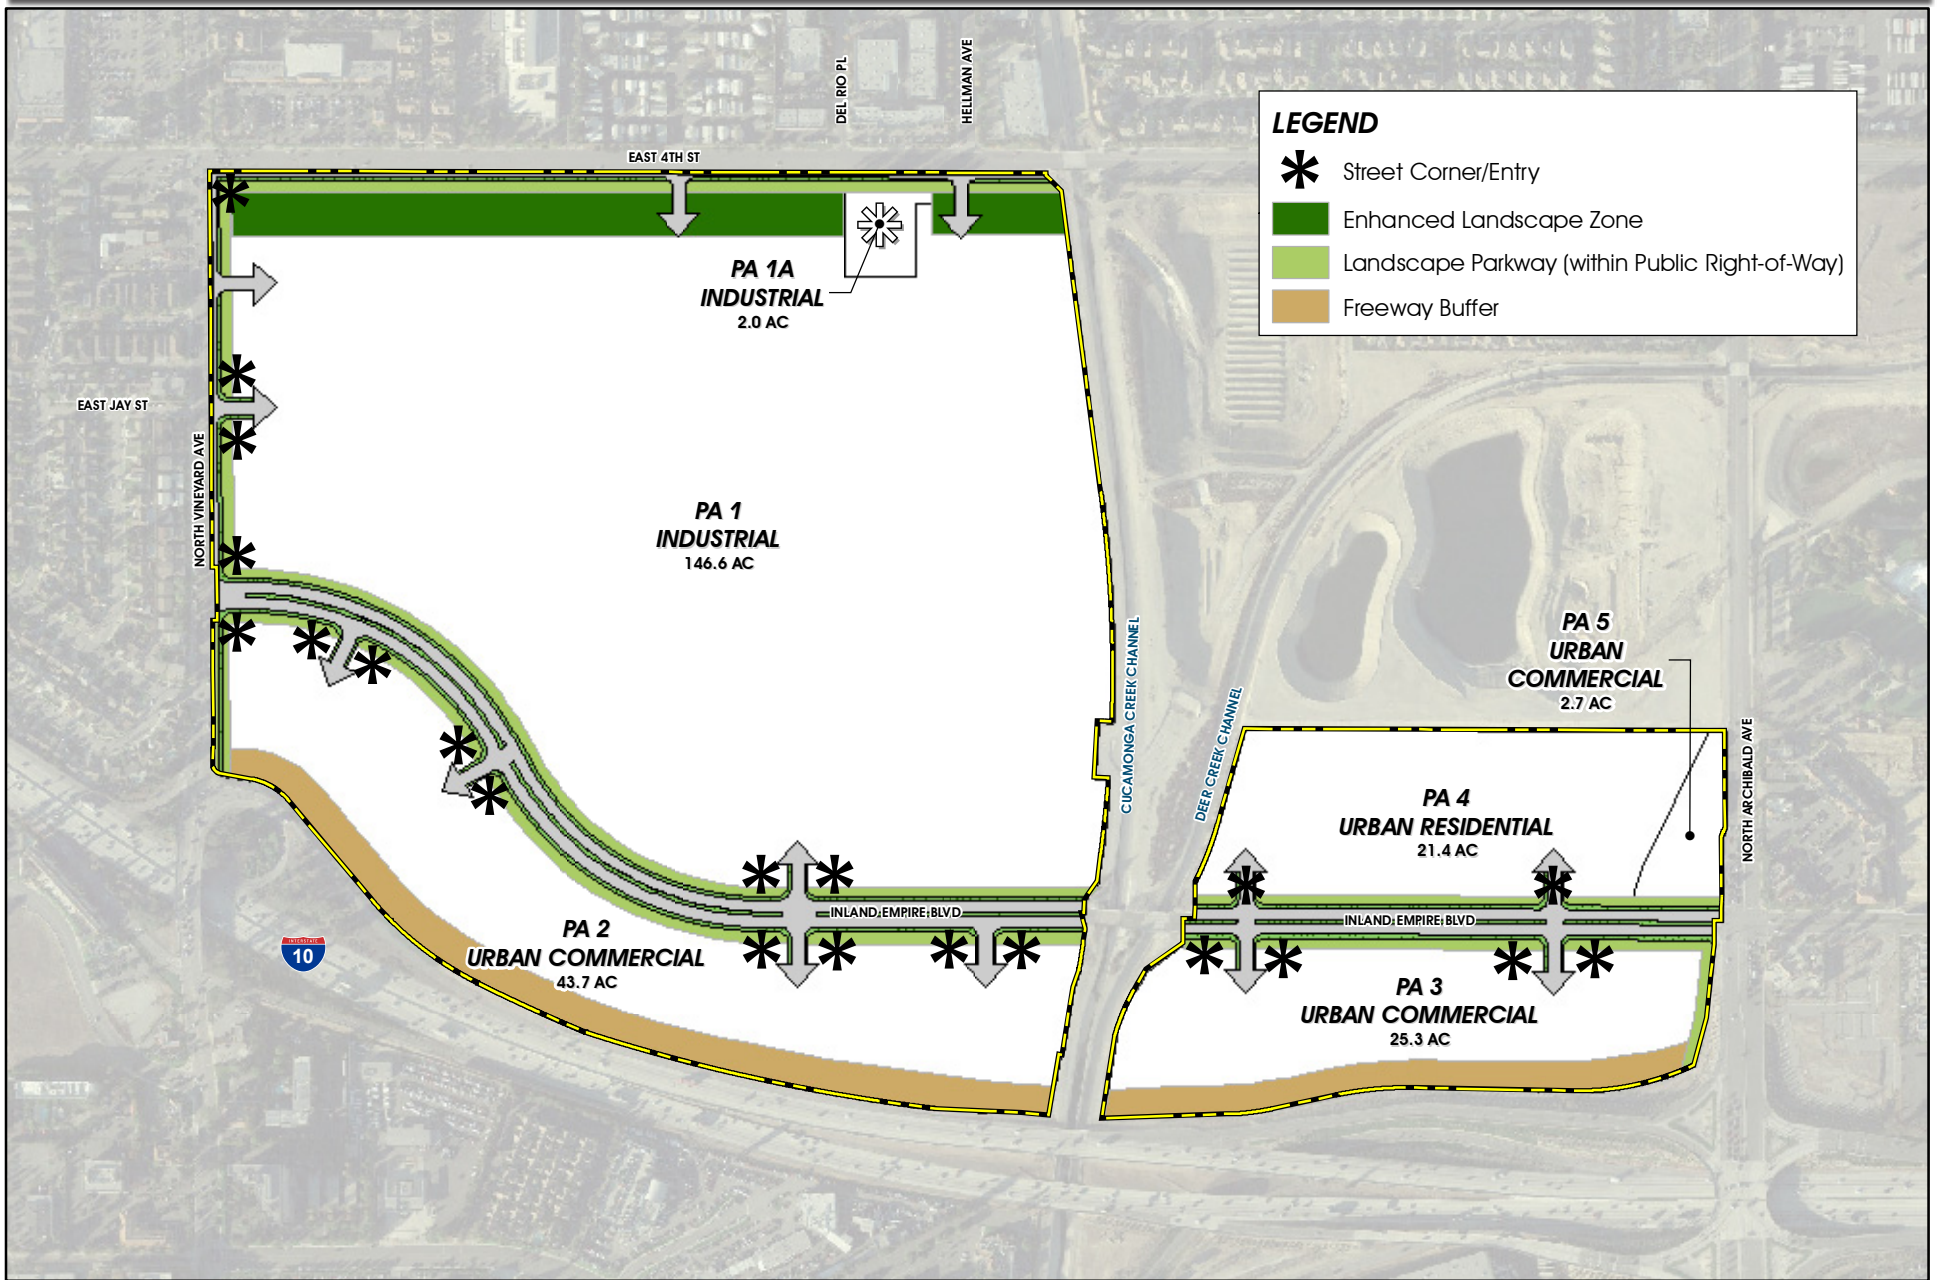 DEL RIO PL
HELLMAN AVE
EAST 4TH ST
LEGEND
Street Corner/Entry
Enhanced Landscape Zone
Landscape Parkway (within Public Right-of-Way)
Freeway Buffer
PA 1A
INDUSTRIAL
2.0 AC
EAST JAY ST
NORTH VINEYARD AVE
PA 1
INDUSTRIAL
146.6 AC
CUCAMONGA CREEK CHANNEL
DEER CREEK CHANNEL
PA 5
URBAN
COMMERCIAL
2.7 AC
NORTH ARCHIBALD AVE
PA 4
URBAN RESIDENTIAL
21.4 AC
INLAND EMPIRE BLVD
INLAND EMPIRE BLVD
PA 2
URBAN COMMERCIAL
43.7 AC
INTERSTATE
10
PA 3
URBAN COMMERCIAL
25.3 AC